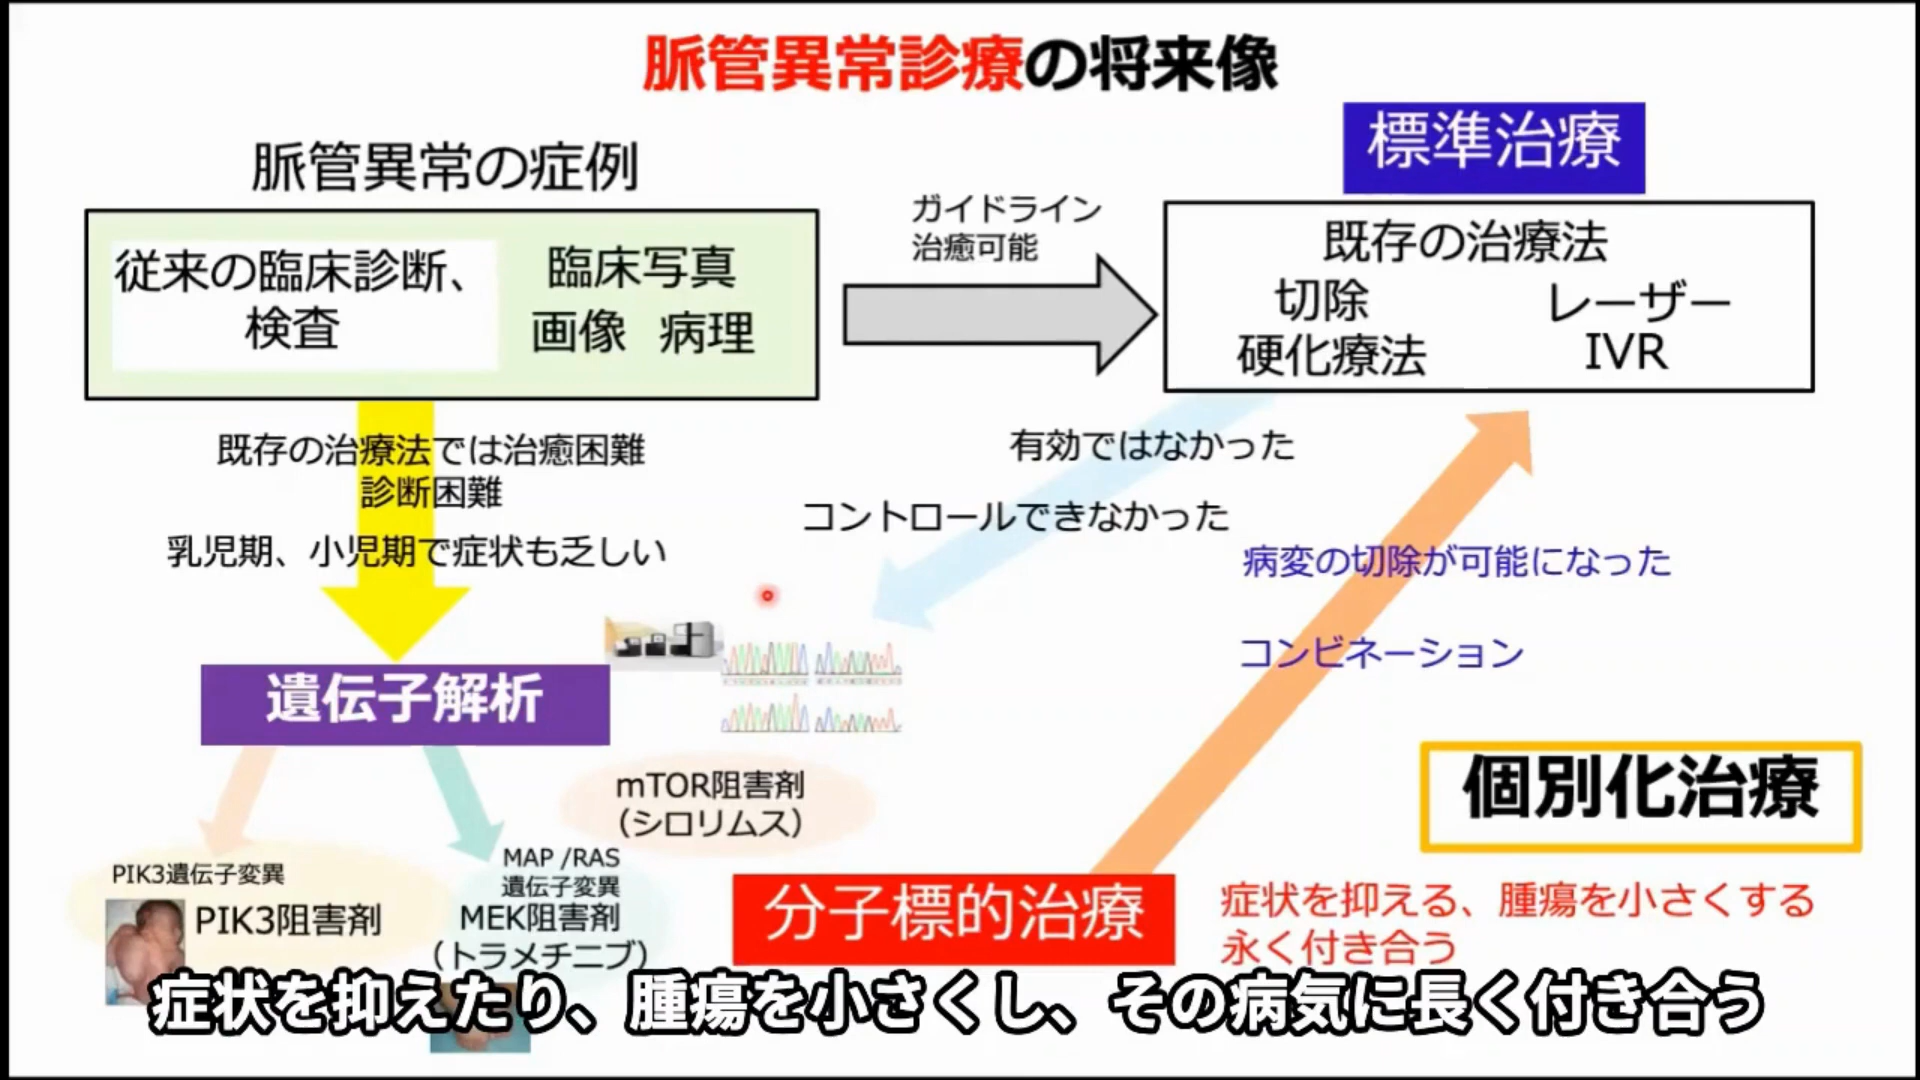 脈管異常診療の将来像
脈管異常の症例
従来の臨床診断、
検査
臨床写真
画像 病理
ガイドライン
治癒可能
標準治療
既存の治療法
切除 レーザー
硬化療法 IVR
既存の治療法では治癒困難
診断困難
乳児期、小児期で症状も乏しい
有効ではなかった
コントロールできなかった
病変の切除が可能になった
コンビネーション
遺伝子解析
mTOR阻害剤
（シロリムス）
個別化治療
PIK3遺伝子変異
PIK3阻害剤
MAP /RAS
遺伝子変異
MEK阻害剤
（トラメチニブ）
分子標的治療
症状を抑える、腫瘍を小さくする
永く付き合う
症状を抑えたり、腫瘍を小さくし、その病気に長く付き合う